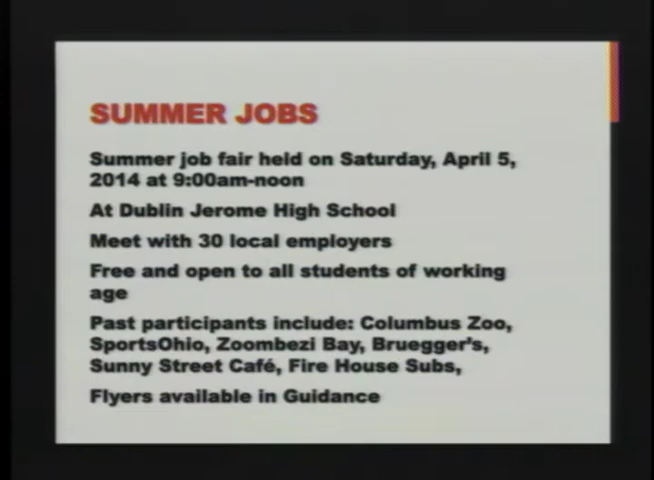 SUMMER JOBS
Summer job fair held on Saturday, April 5,
2014 at 9:00am-noon
At Dublin Jerome High School
Meet with 30 local employers
Free and open to all students of working
age
Past participants include: Columbus Zoo,
SportsOhio, Zoombezi Bay, Bruegger's,
Sunny Street Café, Fire House Subs,
Flyers available in Guidance